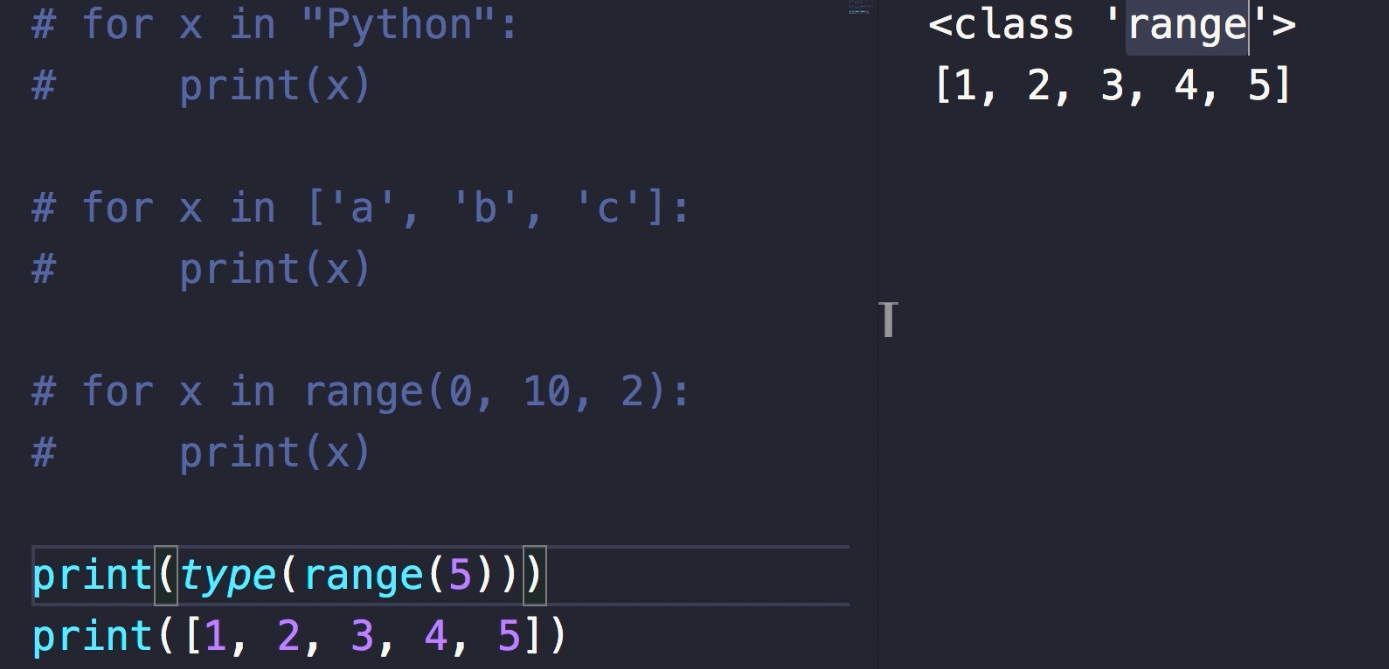 # for x in "Python":
#     print(x)
# for x in ['a', 'b', 'c']:
#     print(x)
# for x in range(0, 10, 2):
#     print(x)
print(type(range(5)))
print([1, 2, 3, 4, 5])
<class 'range'>
[1, 2, 3, 4, 5]